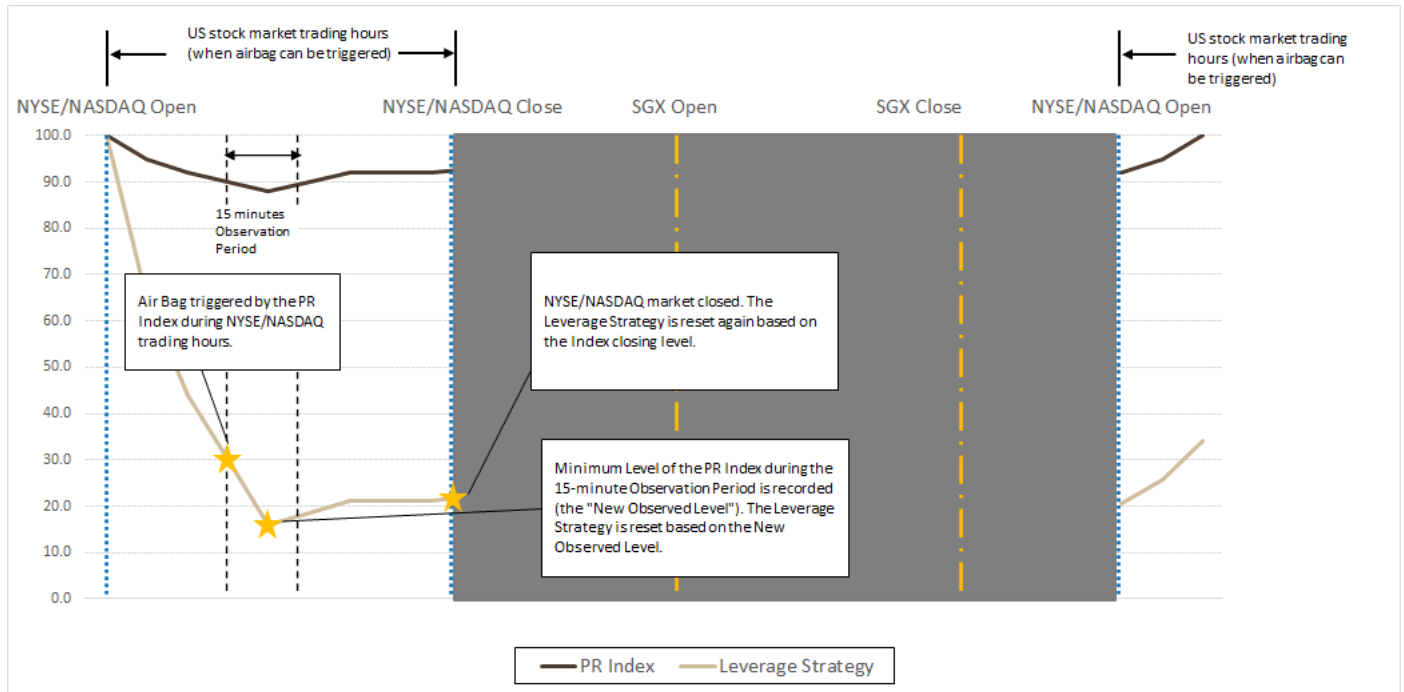 US stock market trading hours
(when airbag can be triggered)
US stock market trading
hours (when airbag can
be triggered)
NYSE/NASDAQ Open
NYSE/NASDAQ Close
SGX Open
SGX Close
NYSE/NASDAQ Open
100.0
90.0
80.0
70.0
60.0
50.0
40.0
30.0
20.0
10.0
0.0
15 minutes
Observation
Period
Air Bag triggered by the PR
Index during NYSE/NASDAQ
trading hours.
NYSE/NASDAQ market closed. The
Leverage Strategy is reset again based on
the Index closing level.
Minimum Level of the PR Index during the
15-minute Observation Period is recorded
(the "New Observed Level"). The Leverage
Strategy is reset based on the New
Observed Level.
PR Index
Leverage Strategy